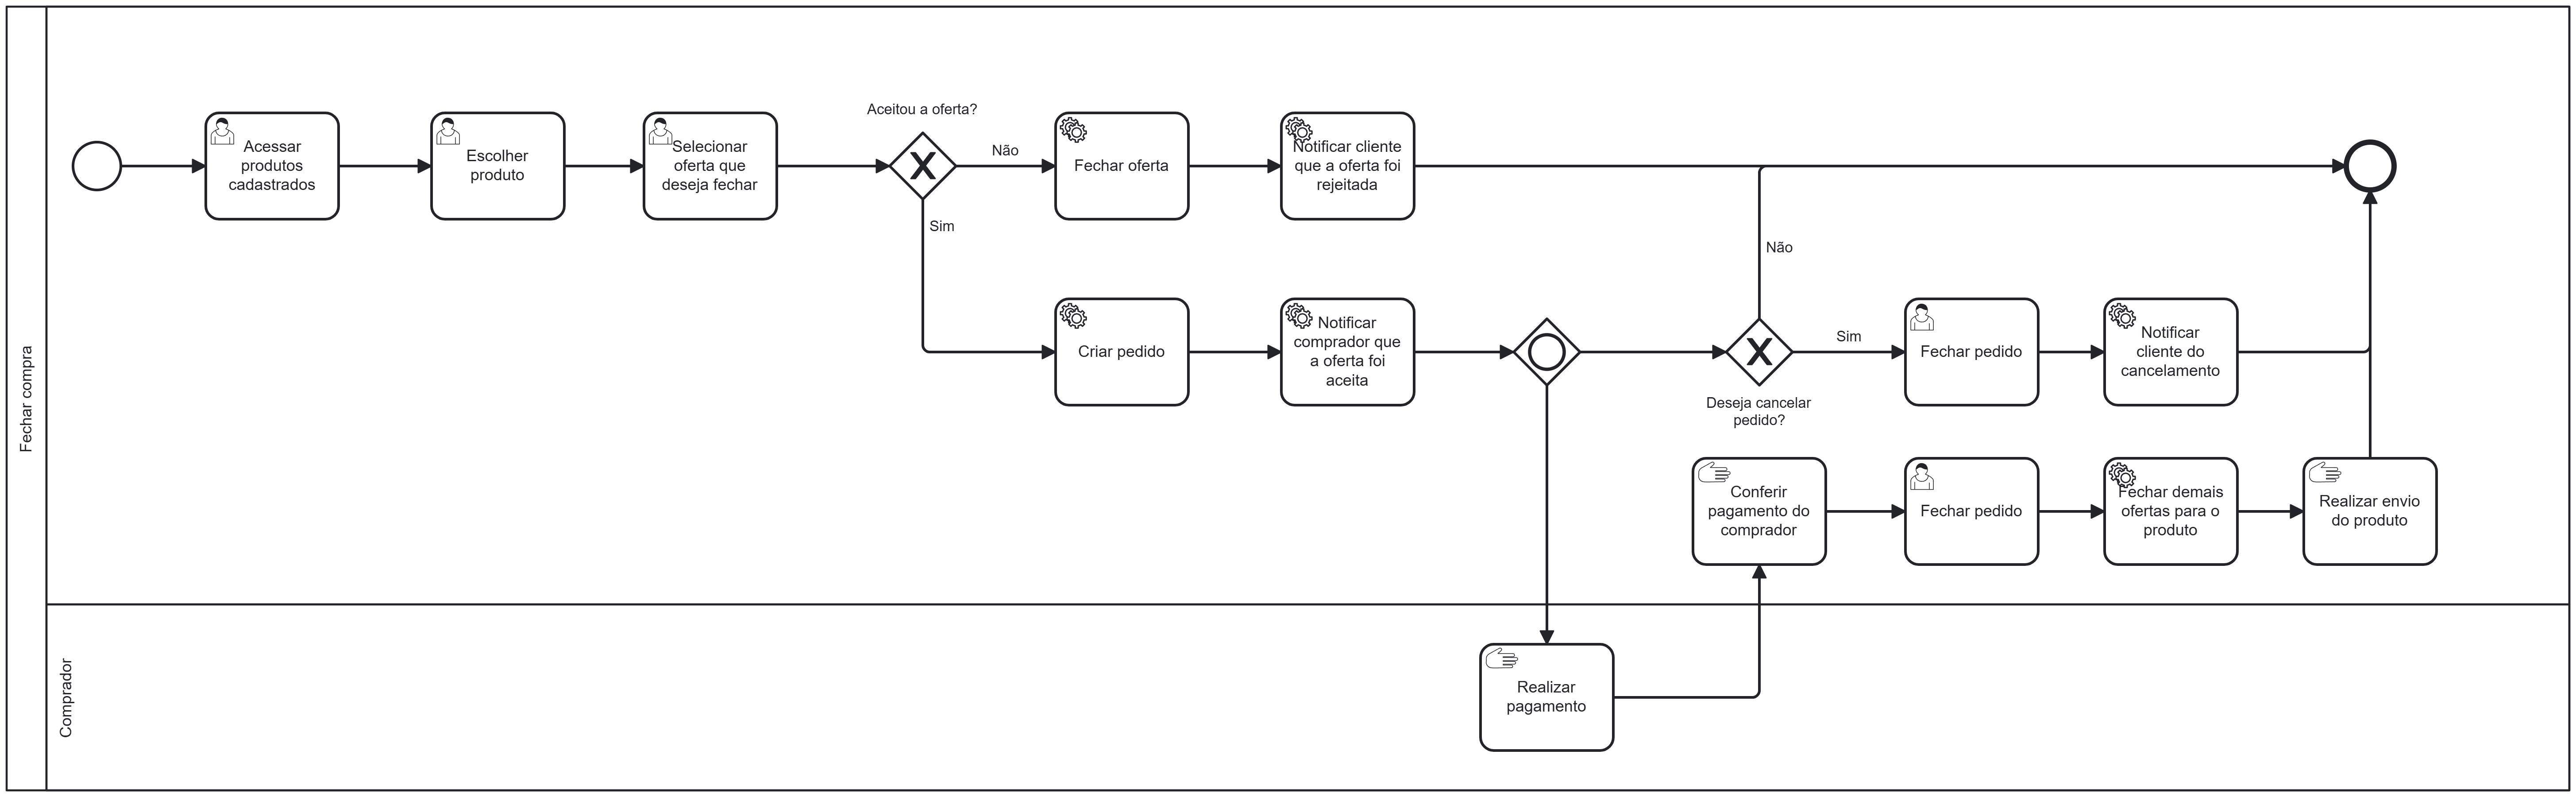 Fechar compra
Acessar
produtos
cadastrados
Escolher
produto
Selecionar
oferta que
deseja fechar
Aceitou a oferta?
Não
Sim
Fechar oferta
Notificar cliente
que a oferta foi
rejeitada
Criar pedido
Notificar
comprador que
a oferta foi
aceita
Não
Deseja cancelar
pedido?
Sim
Fechar pedido
Notificar
cliente do
cancelamento
Conferir
pagamento do
comprador
Fechar pedido
Fechar demais
ofertas para o
produto
Realizar envio
do produto
Comprador
Realizar
pagamento